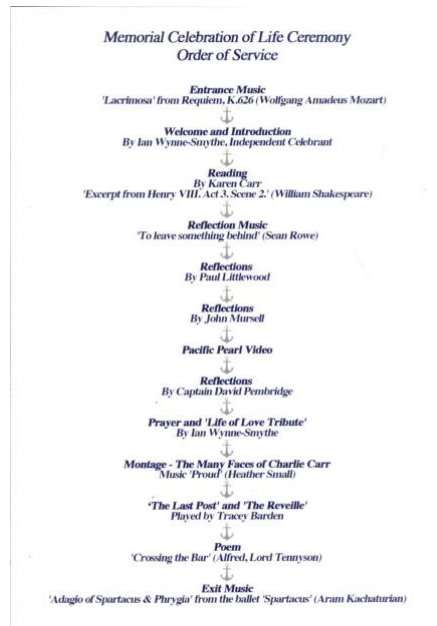 Memorial Celebration of Life Ceremony
Order of Service
Entrance Music
'Lacrimosa' from Requiem, K.626 (Wolfgang Amadeus Mozart)
Welcome and Introduction
By Ian Wynne-Smythe, Independent Celebrant
Reading
By Karen Carr
'Excerpt from Henry VIII. Act 3. Scene 2.' (William Shakespeare)
Reflection Music
'To leave something behind' (Sean Rowe)
Reflections
By Paul Littlewood
Reflections
By John Mursell
Pacific Pearl Video
Reflections
By Captain David Pembridge
Prayer and 'Life of Love Tribute'
By Ian Wynne-Smythe
Montage - The Many Faces of Charlie Carr
Music 'Proud' (Heather Small)
'The Last Post' and 'The Reveille'
Played by Tracey Barden
Poem
'Crossing the Bar' (Alfred, Lord Tennyson)
Exit Music
'Adagio of Spartacus & Phrygia' from the ballet 'Spartacus' (Aram Kachaturian)